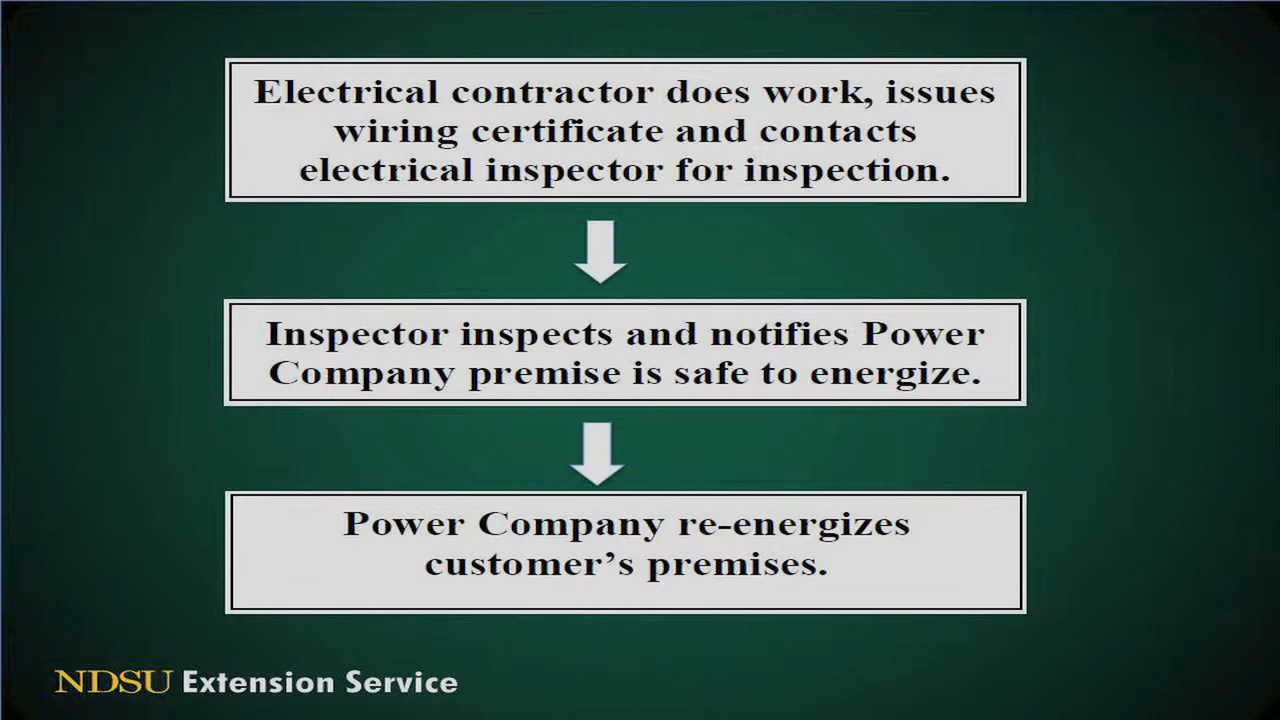 Electrical contractor does work, issues
wiring certificate and contacts
electrical inspector for inspection.
Inspector inspects and notifies Power
Company premise is safe to energize.
Power Company re-energizes
customer’s premises.
NDSU Extension Service